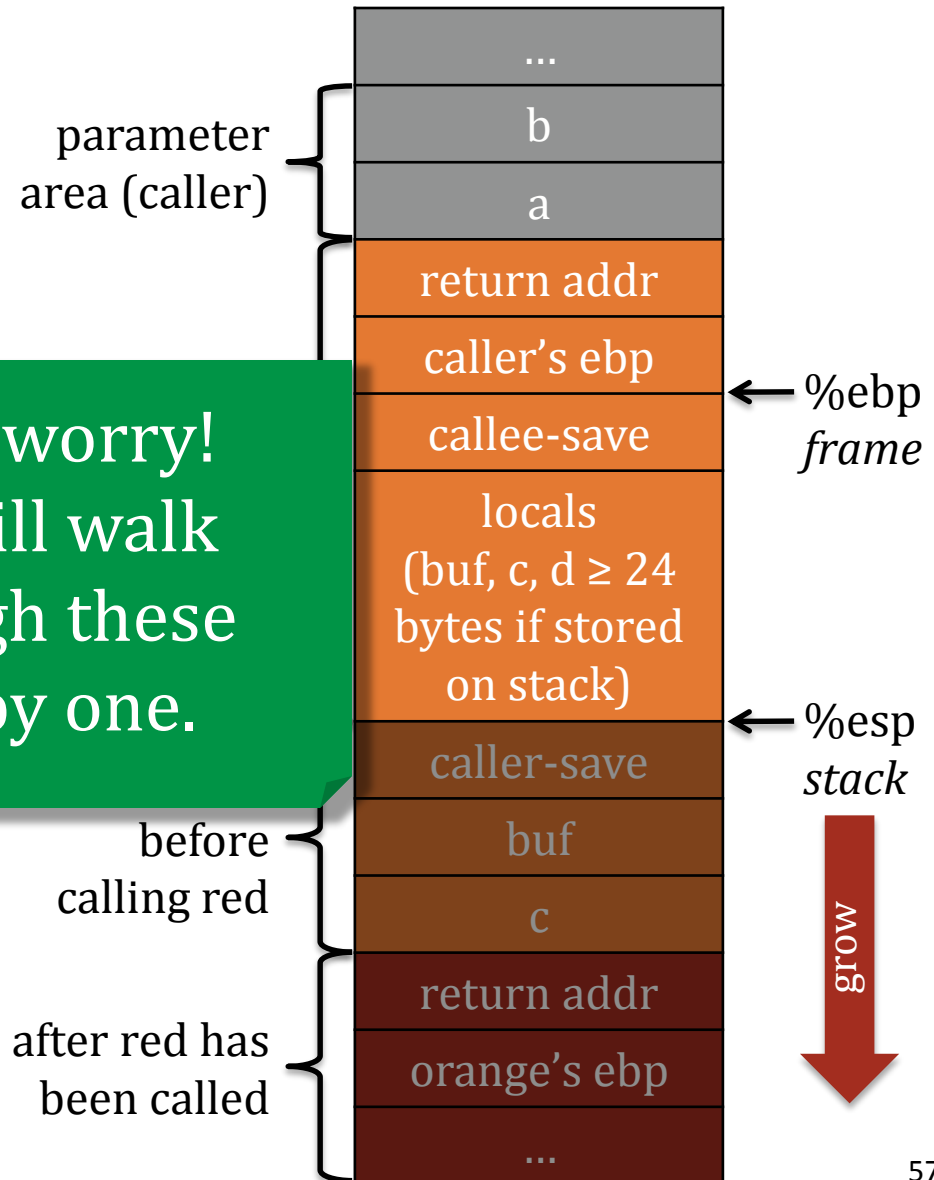 ...
parameter
area (caller)
b
a
return addr
caller's ebp
%ebp
frame
callee-save
worry!
ill walk
gh these
by one.
locals
(buf, c, d ≥ 24
bytes if stored
on stack)
%esp
stack
caller-save
before
calling red
buf
c
grow
return addr
after red has
been called
orange's ebp
...
57